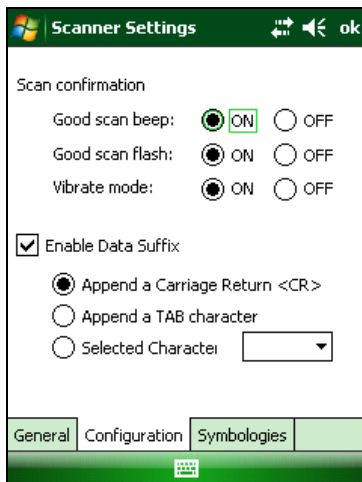 Scanner Settings ok
Scan confirmation
Good scan beep: ON OFF
Good scan flash: ON OFF
Vibrate mode: ON OFF
Enable Data Suffix
Append a Carriage Return <CR>
Append a TAB character
Selected Character
General Configuration Symbologies